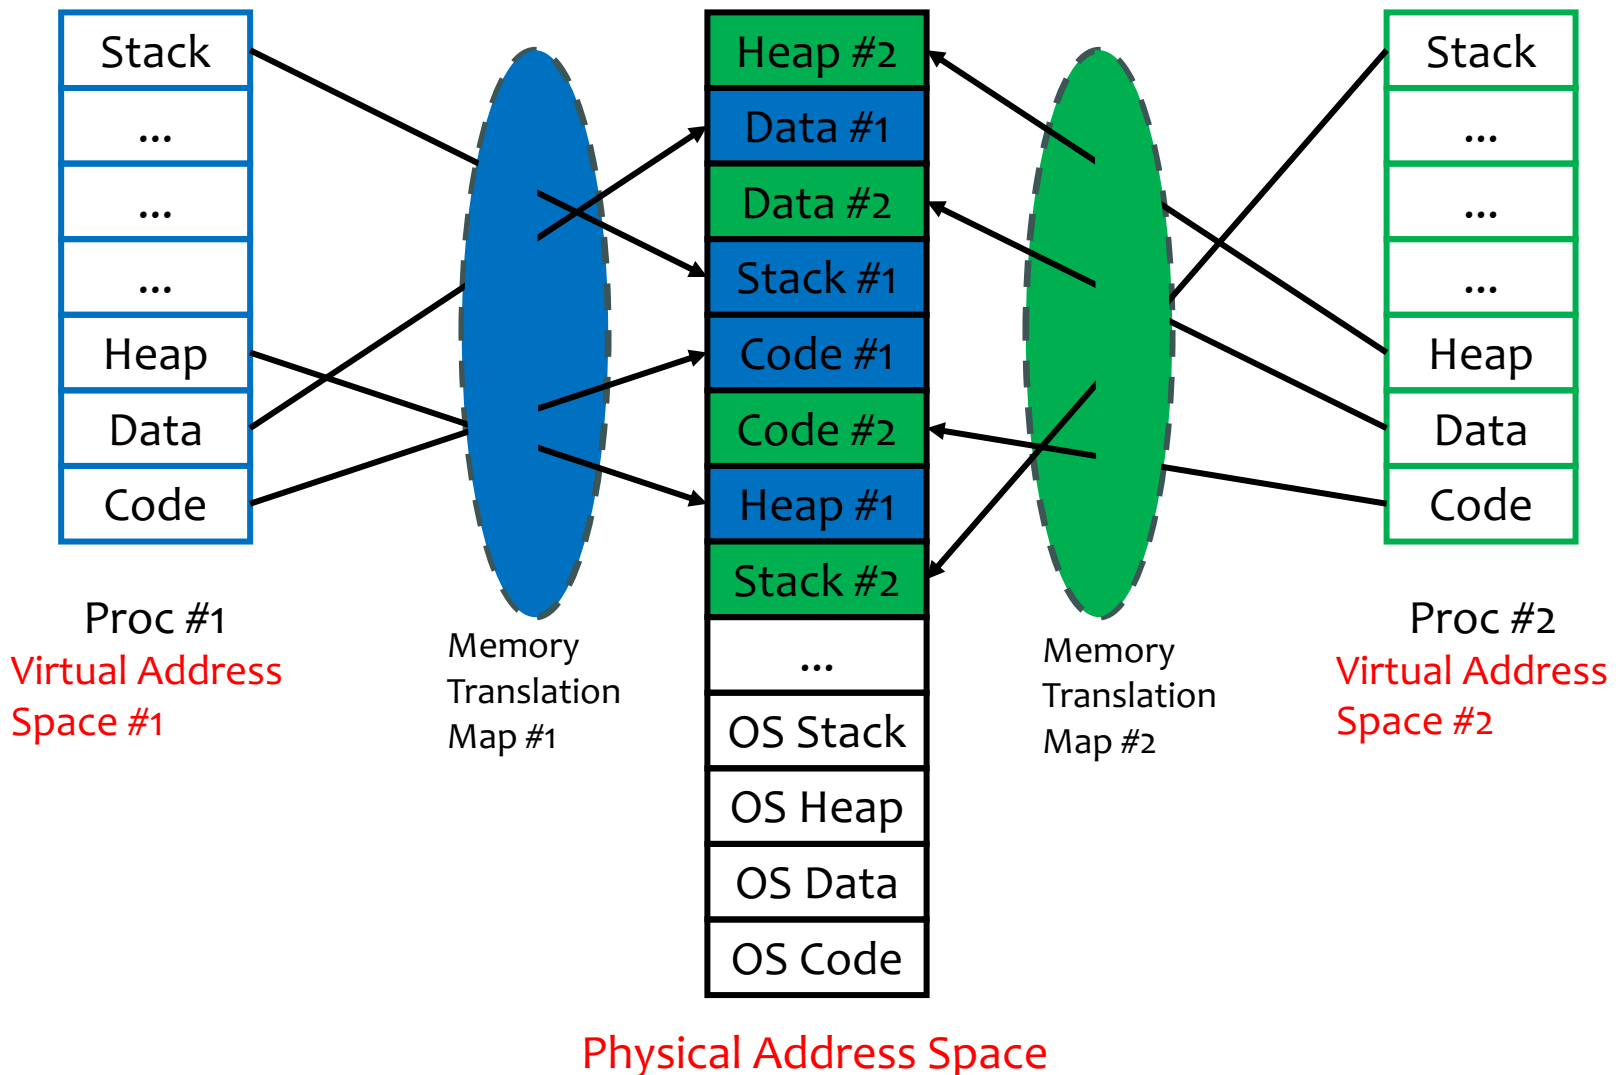 Stack
...
...
...
Heap
Data
Code
Proc #1
Virtual Address
Space #1
Memory
Translation
Map #1
Heap #2
Data #1
Data #2
Stack #1
Code #1
Code #2
Heap #1
Stack #2
...
OS Stack
OS Heap
OS Data
OS Code
Physical Address Space
Memory
Translation
Map #2
Stack
...
...
...
Heap
Data
Code
Proc #2
Virtual Address
Space #2